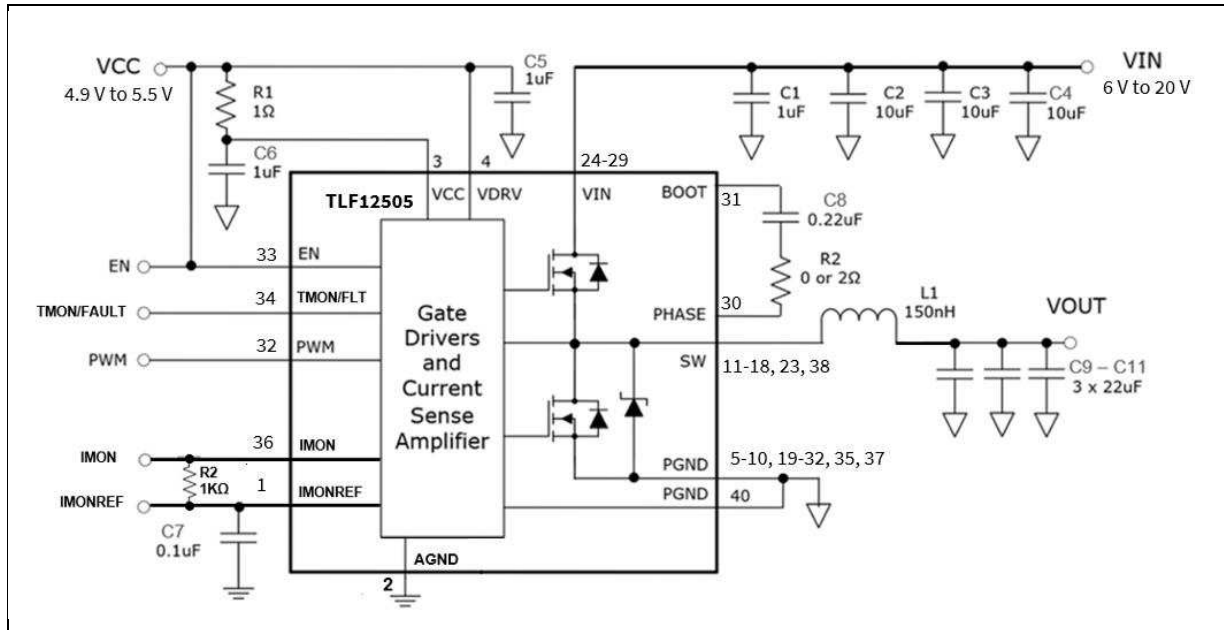 VCC
4.9 V to 5.5 V
R1
1Ω
C5
1uF
VIN
6 V to 20 V
C1
1uF
C2
10uF
C3
10uF
C4
10uF
C6
1uF
3
4
24-29
TLF12505
VCC
VDRV
VIN
BOOT
31
C8
0.22uF
R2
0 or 2Ω
EN
33
EN
TMON/FAULT
34
TMON/FLT
PWM
32
PWM
Gate
Drivers
and
Current
Sense
Amplifier
PHASE
30
L1
150nH
VOUT
SW
11-18, 23, 38
C9 – C11
3 x 22uF
IMON
36
IMON
R2
1KΩ
IMONREF
1
IMONREF
PGND
5-10, 19-32, 35, 37
PGND
40
C7
0.1uF
AGND
2